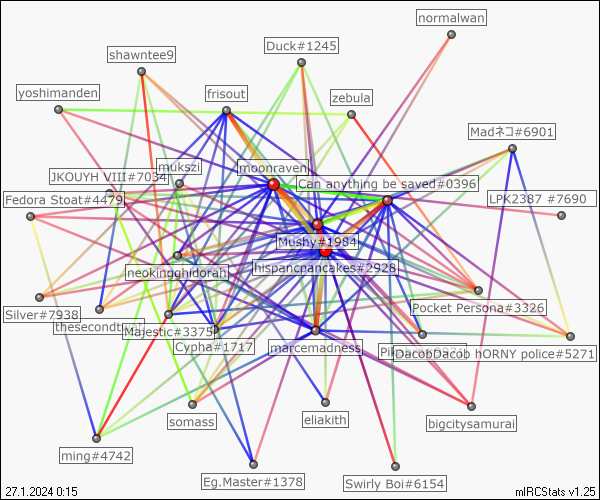 normalwan
Duck#1245
shawntee9
yoshimanden
frisout
zebula
Madネコ#6901
mukszi
moonraven
JKOUYH VIII#7034
Can anything be saved#0396
Fedora Stoat#4479
LPK2387 #7690
Mushy#1984
neokingghidorah
hispancpancakes#2928
Pocket Persona#3326
Silver#7938
Majestic#3375
Cypha#1717
marcemadness
DacobDacob hORNY police#5271
somass
eliakith
bigcitysamurai
ming#4742
Eg.Master#1378
Swirly Boi#6154
27.1.2024 0:15
mIRCStats v1.25